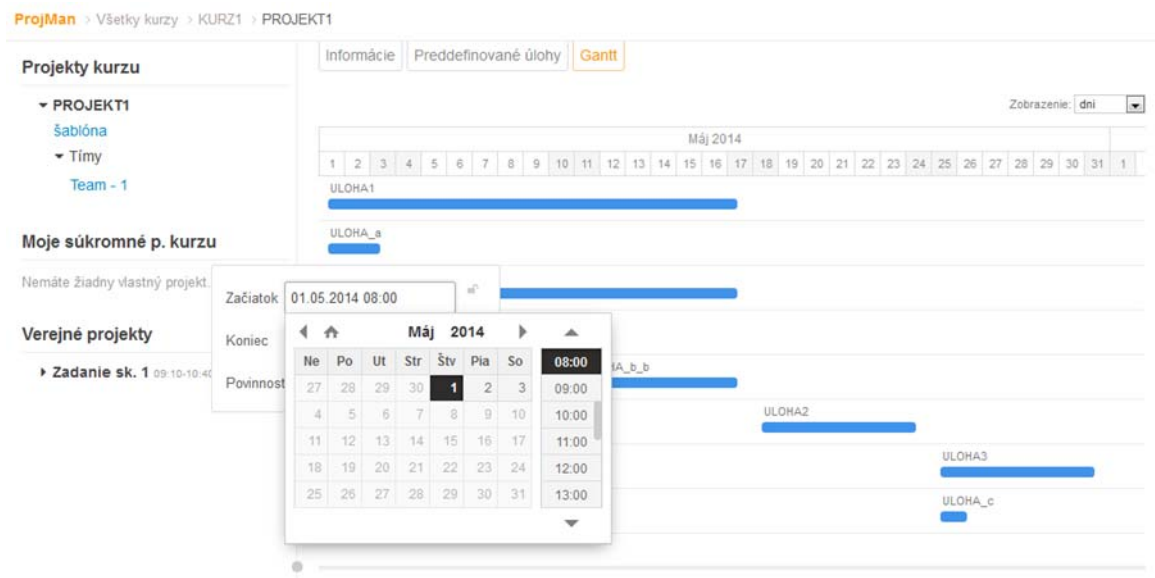 ProjMan > Všetky kurzy > KURZ1 > PROJEKT1
Projekty kurzu
PROJEKT1
šablóna
Tímy
Team - 1
Moje súkromné p. kurzu
Nemáte žiadny vlastný projekt.
Verejné projekty
Zadanie sk. 1 09:10-10:40
Informácie Preddefinované úlohy Gantt
Zobrazenie: dni
Máj 2014
1 2 3 4 5 6 7 8 9 10 11 12 13 14 15 16 17 18 19 20 21 22 23 24 25 26 27 28 29 30 31 1
ULOHA1
ULOHA_a
Začiatok 01.05.2014 08:00
Koniec
Povinnosť
Máj 2014
Ne Po Ut Str Štv Pia So
27 28 29 30 1 2 3
4 5 6 7 8 9 10
11 12 13 14 15 16 17
18 19 20 21 22 23 24
25 26 27 28 29 30 31
08:00
09:00
10:00
11:00
12:00
13:00
HA_b_b
ULOHA2
ULOHA3
ULOHA_c